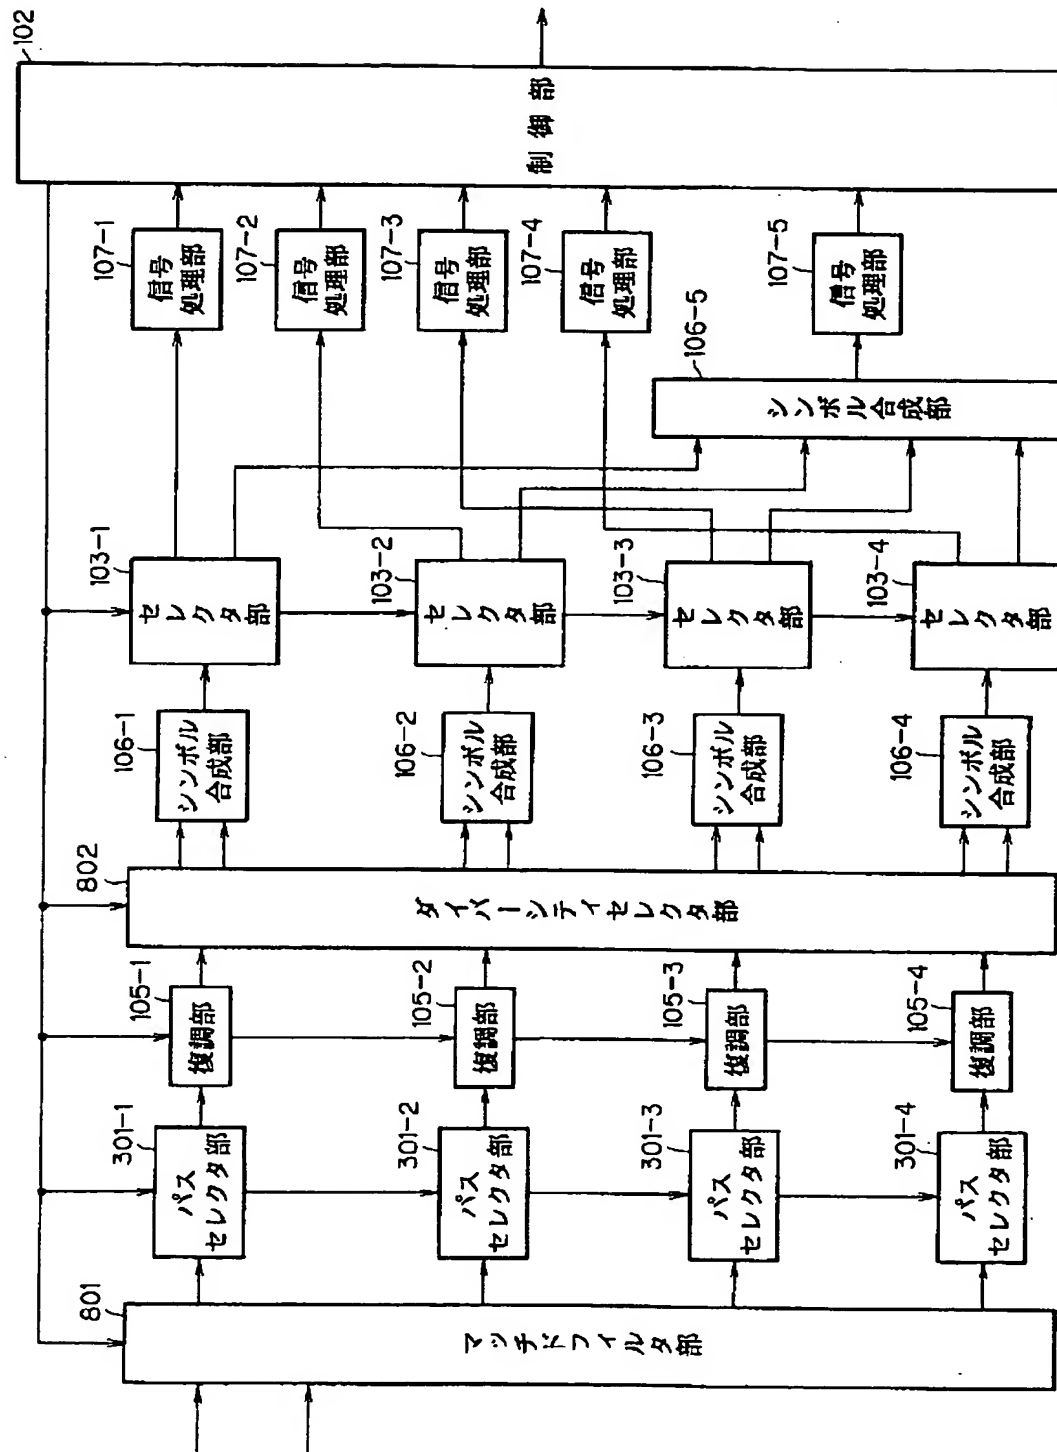 102
制御部
107-1
信号
処理部
107-2
信号
処理部
107-3
信号
処理部
107-4
信号
処理部
107-5
信号
処理部
106-5
シンボル合成部
103-1
セレクタ部
103-2
セレクタ部
103-3
セレクタ部
103-4
セレクタ部
106-1
シンボル
合成部
106-2
シンボル
合成部
106-3
シンボル
合成部
106-4
シンボル
合成部
802
ダイバーシティセレクタ部
105-1
復調部
105-2
復調部
105-3
復調部
105-4
復調部
301-1
パス
セレクタ部
301-2
パス
セレクタ部
301-3
パス
セレクタ部
301-4
パス
セレクタ部
801
マッチドフィルタ部